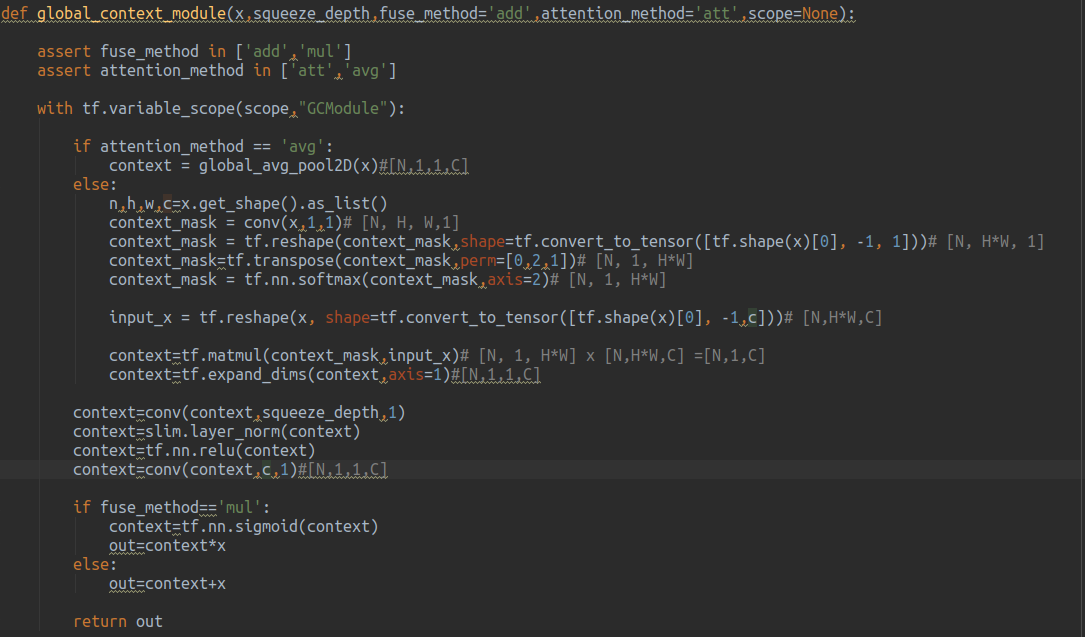 def global_context_module(x,squeeze_depth,fuse_method='add',attention_method='att',scope=None):
assert fuse_method in ['add','mul']
assert attention_method in ['att','avg']
with tf.variable_scope(scope,"GCModule"):
if attention_method == 'avg':
context = global_avg_pool2D(x)#[N,1,1,C]
else:
n,h,w,c=x.get_shape().as_list()
context_mask = conv(x,1,1)# [N, H, W,1]
context_mask = tf.reshape(context_mask,shape=tf.convert_to_tensor([tf.shape(x)[0], -1, 1]))# [N, H*W, 1]
context_mask=tf.transpose(context_mask,perm=[0,2,1])# [N, 1, H*W]
context_mask = tf.nn.softmax(context_mask,axis=2)# [N, 1, H*W]
input_x = tf.reshape(x, shape=tf.convert_to_tensor([tf.shape(x)[0], -1,c]))# [N,H*W,C]
context=tf.matmul(context_mask,input_x)# [N, 1, H*W] x [N,H*W,C] =[N,1,C]
context=tf.expand_dims(context,axis=1)#[N,1,1,C]
context=conv(context,squeeze_depth,1)
context=slim.layer_norm(context)
context=tf.nn.relu(context)
context=conv(context,c,1)#[N,1,1,C]
if fuse_method=='mul':
context=tf.nn.sigmoid(context)
out=context*x
else:
out=context+x
return out